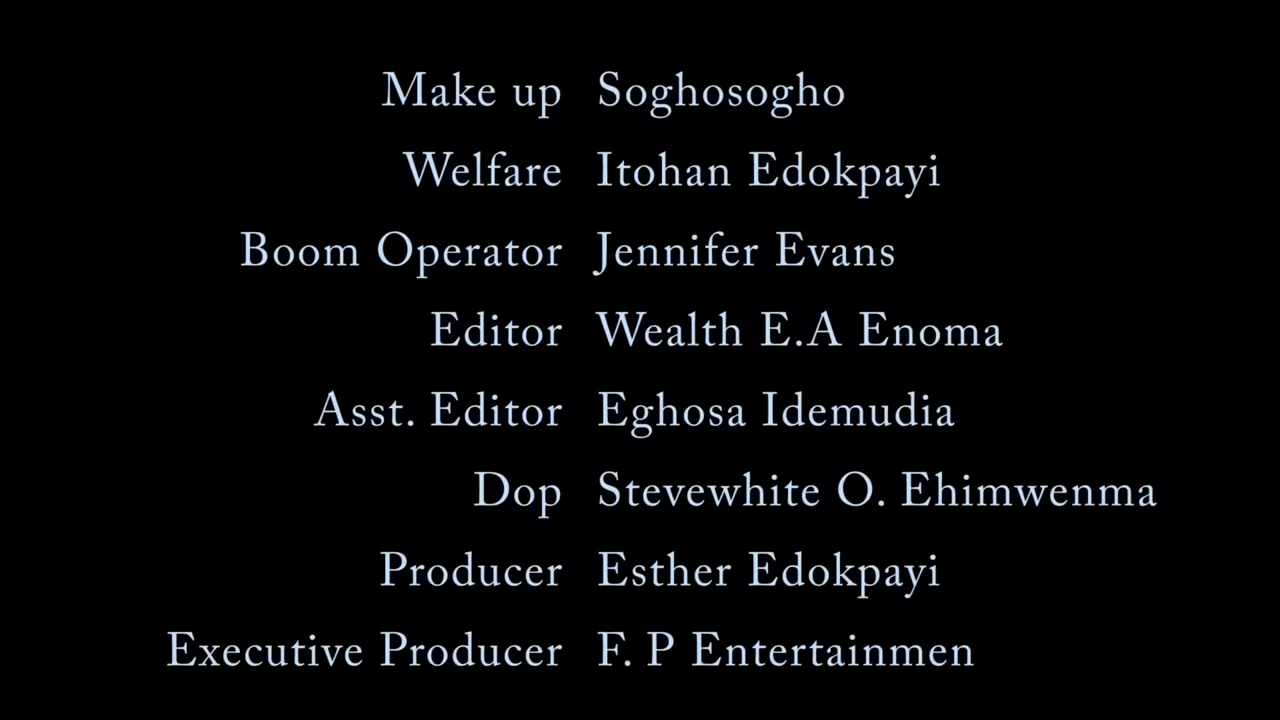 Make up Soghosogho
Welfare Itohan Edokpayi
Boom Operator Jennifer Evans
Editor Wealth E.A Enoma
Asst. Editor Eghosa Idemudia
Dop Stevewhite O. Ehimwenma
Producer Esther Edokpayi
Executive Producer F. P Entertainmen